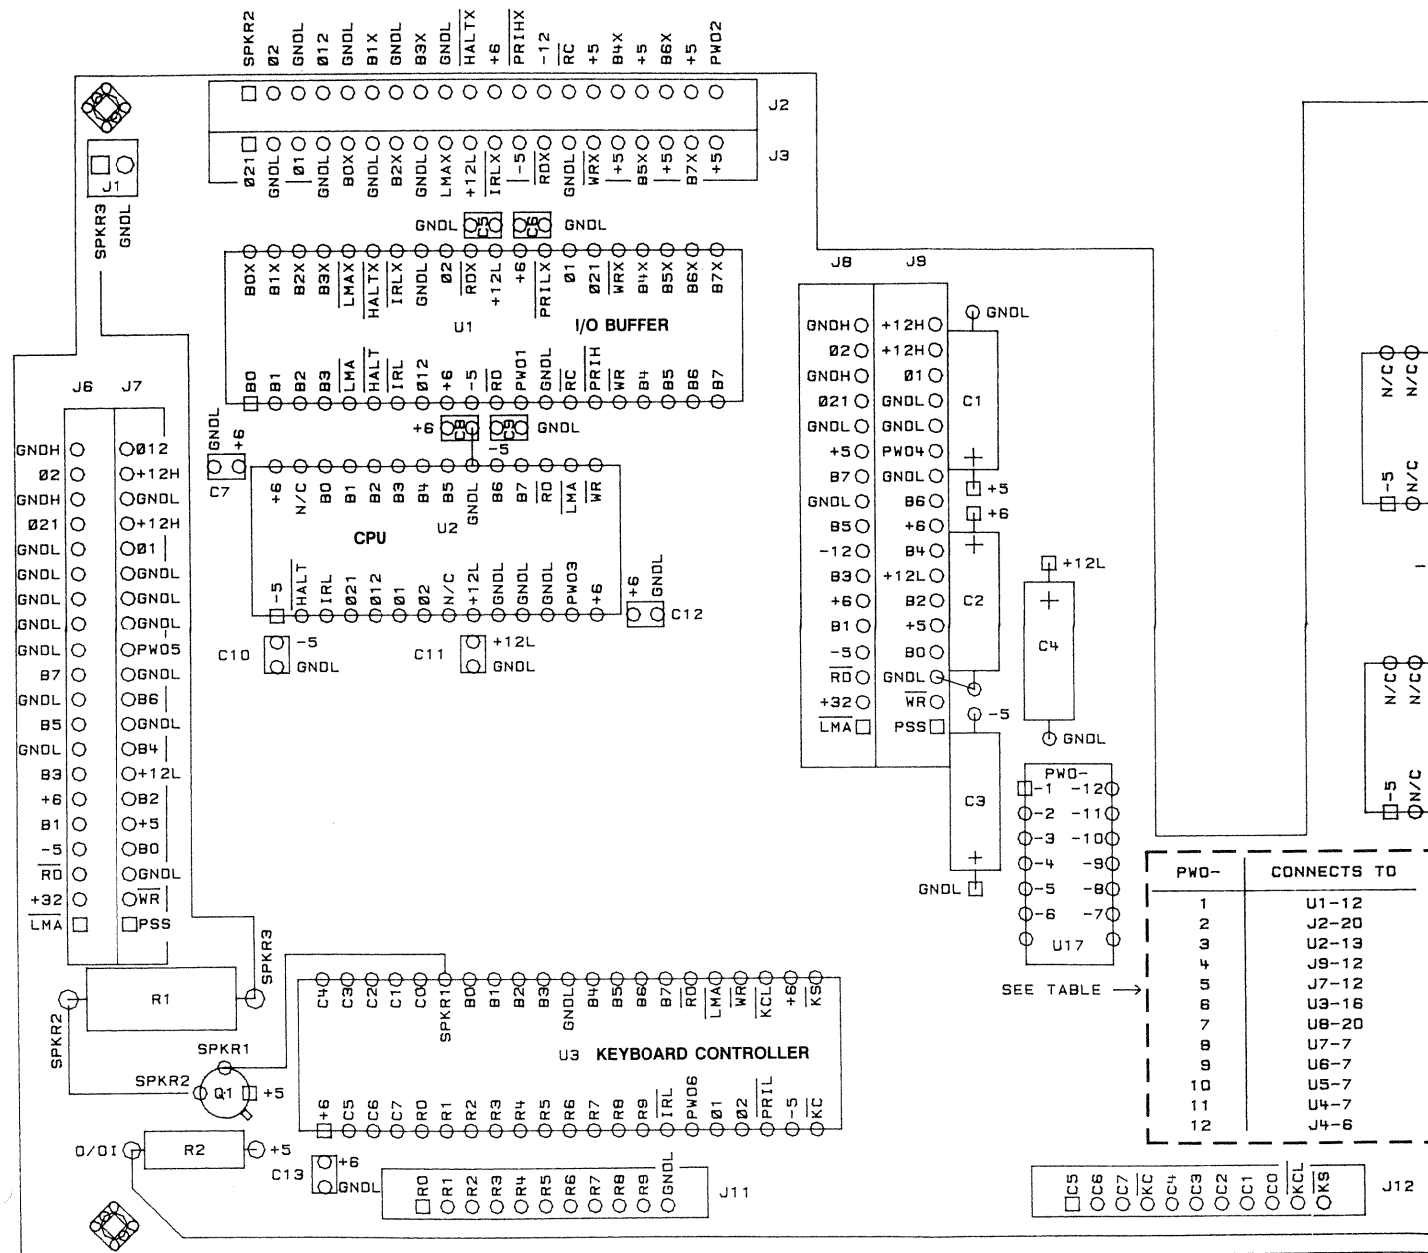 SPKR2 Ø2 GNDL Ø12 GNDL B1X GNDL B3X GNDL HALTX +6 PRIHX -12 RC +5 B4X +5 B6X +5 PWO2
J2
J3
Ø21 GNDL Ø1 GNDL BOX GNDL B2X GNDL LMAX +12L IRLX -5 RDX GNDL WRX +5 B5X +5 B7X +5
J1
SPKR3 GNDL
GNDL C5 C6 GNDL
BOX B1X B2X B3X LMAX HALTX IRLX GNDL Ø2 RDX +12L +6 PRILX Ø1 Ø21 WRX B4X B5X B6X B7X
U1 I/O BUFFER
BO B1 B2 B3 LMA HALT IRL Ø12 +6 -5 RD PWO1 GNDL RC PRIH WR B4 B5 B6 B7
+6 C8 C9 GNDL
-5
GNDL +6
C7
+6 N/C BO B1 B2 B3 B4 B5 GNDL B6 B7 RD LMA WR
U2
CPU
-5 HALT IRL Ø21 Ø12 Ø1 Ø2 N/C +12L GNDL GNDL GNDL PWO3 +6
+6 GNDL
C12
C10 -5
GNDL
C11 +12L
GNDL
J6 J7
GNDH Ø12
Ø2 +12H
GNDH GNDL
Ø21 +12H
GNDL Ø1
GNDL GNDL
GNDL GNDL
GNDL GNDL
GNDL PWO5
B7 GNDL
GNDL B6
B5 GNDL
GNDL B4
B3 +12L
+6 B2
B1 +5
-5 BO
RD GNDL
+32 WR
LMA PSS
J8 J9
GNDH +12H
Ø2 +12H
GNDH Ø1
Ø21 GNDL
GNDL GNDL
+5 PWO4
B7 GNDL
GNDL B6
B5 +6
-12 B4
B3 +12L
+6 B2
B1 +5
-5 BO
RD GNDL
+32 WR
LMA PSS
GNDL
C1
+
+5
+6
+
C2
-5
C3
+
GNDL
+12L
+
C4
GNDL
PWO-
-1 -12
-2 -11
-3 -10
-4 -9
-5 -8
-6 -7
U17
SEE TABLE
N/C N/C
-5 N/C
N/C N/C
-5 N/C
PWO- CONNECTS TO
1 U1-12
2 J2-20
3 U2-13
4 J9-12
5 J7-12
6 U3-16
7 U8-20
8 U7-7
9 U6-7
10 U5-7
11 U4-7
12 J4-6
R1
SPKR3
SPKR2
SPKR1
SPKR2 Q1 +5
O/OI R2 +5
C4 C3 C2 C1 CO SPKR1 BO B1 B2 B3 GNDL B4 B5 B6 B7 RD LMA WR KCL +6 KS
U3 KEYBOARD CONTROLLER
+6 C5 C6 C7 RO R1 R2 R3 R4 R5 R6 R7 R8 R9 IRL PWO6 Ø1 Ø2 PRIL -5 KC
C13 +6
GNDL
RO R1 R2 R3 R4 R5 R6 R7 R8 R9 GNDL
J11
C5 C6 C7 KC C4 C3 C2 C1 CO KCL KS
J12